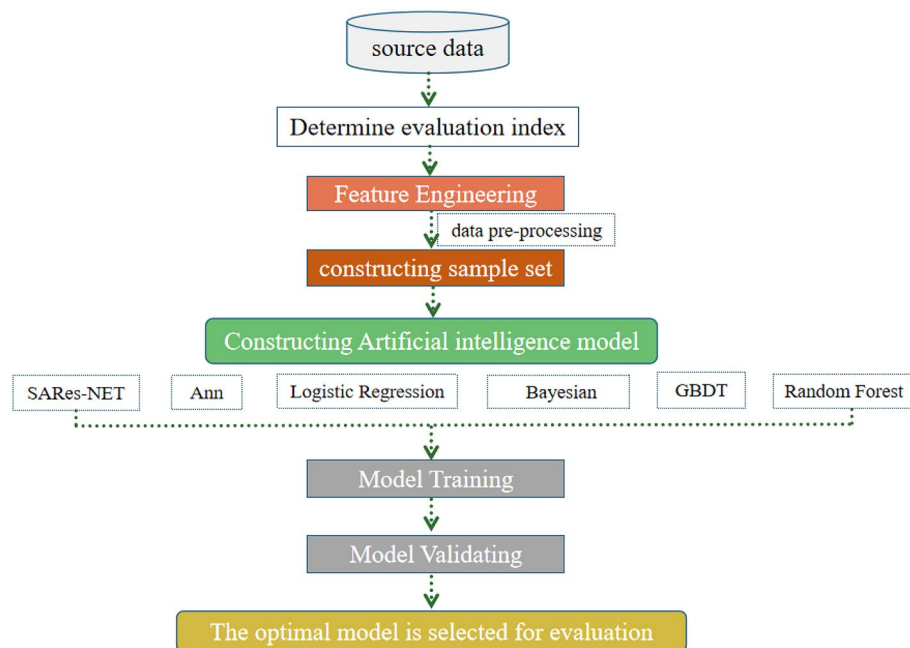 source data
Determine evaluation index
Feature Engineering
data pre-processing
constructing sample set
Constructing Artificial intelligence model
SARes-NET
Ann
Logistic Regression
Bayesian
GBDT
Random Forest
Model Training
Model Validating
The optimal model is selected for evaluation